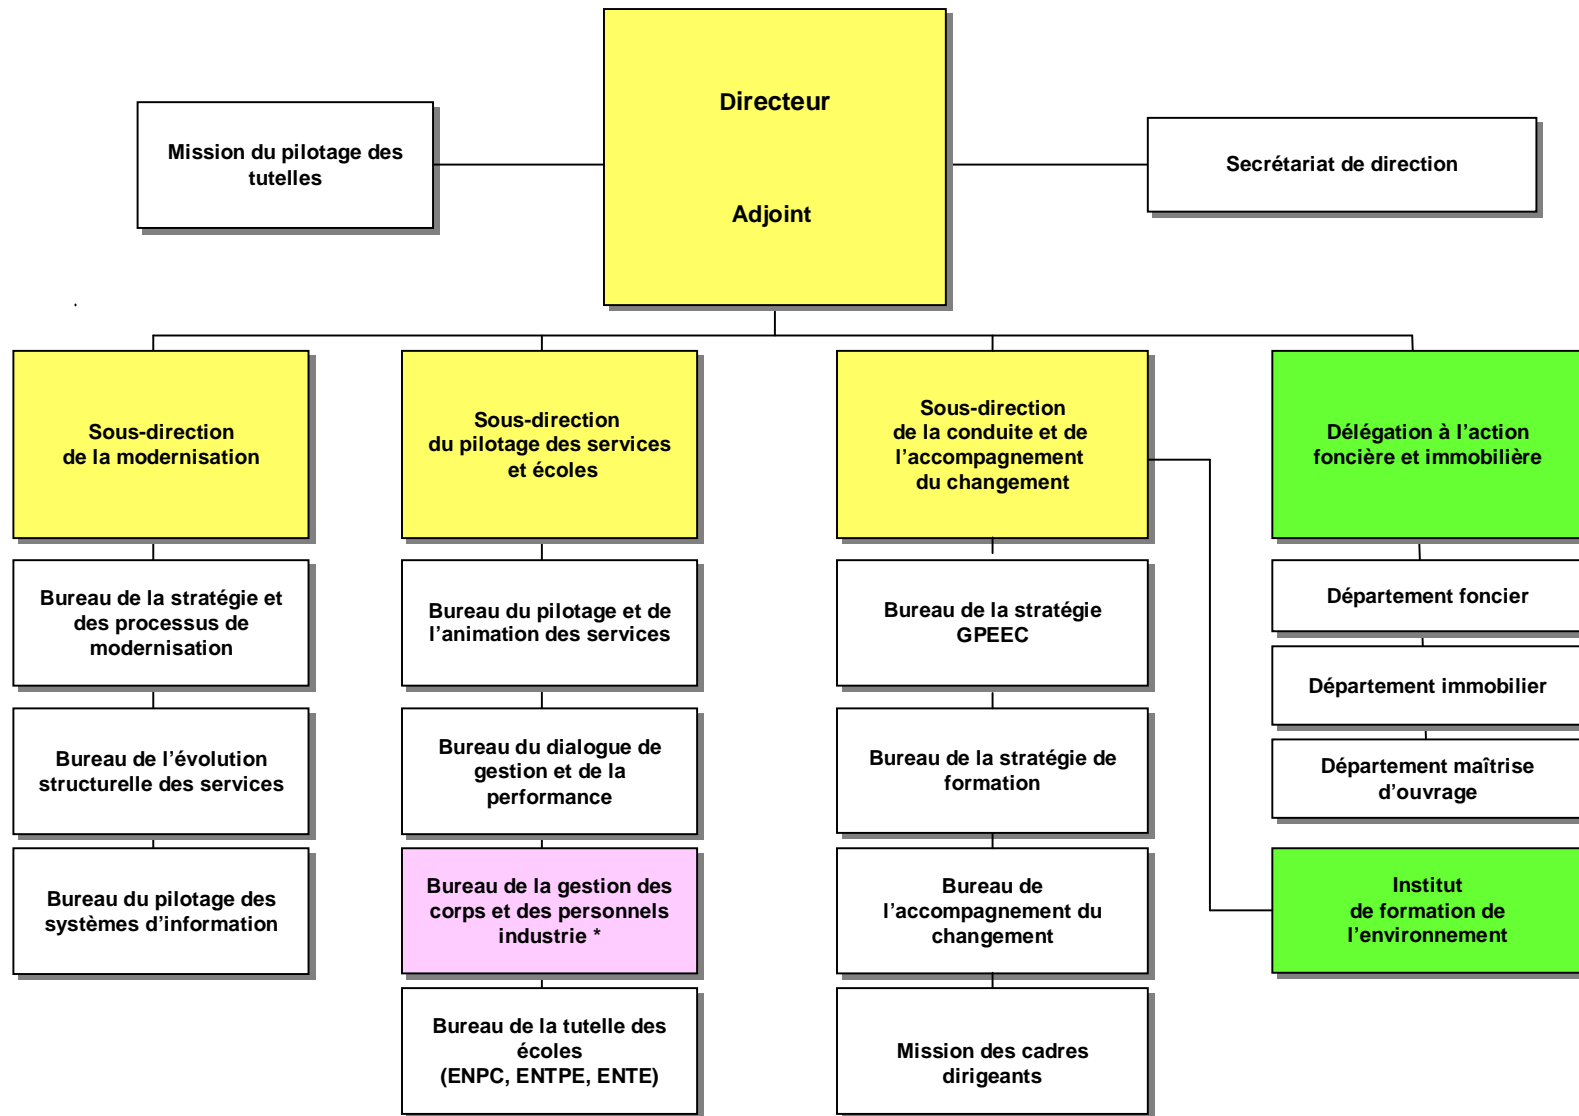 Directeur
Adjoint
Mission du pilotage des
tutelles
Secrétariat de direction
Sous-direction
de la modernisation
Bureau de la stratégie et
des processus de
modernisation
Bureau de l’évolution
structurelle des services
Bureau du pilotage des
systèmes d’information
Sous-direction
du pilotage des services
et écoles
Bureau du pilotage et de
l’animation des services
Bureau du dialogue de
gestion et de la
performance
Bureau de la gestion des
corps et des personnels
industrie *
Bureau de la tutelle des
écoles
(ENPC, ENTPE, ENTE)
Sous-direction
de la conduite et de
l’accompagnement
du changement
Bureau de la stratégie
GPEEC
Bureau de la stratégie de
formation
Bureau de
l’accompagnement du
changement
Mission des cadres
dirigeants
Délégation à l’action
foncière et immobilière
Département foncier
Département immobilier
Département maîtrise
d’ouvrage
Institut
de formation de
l’environnement